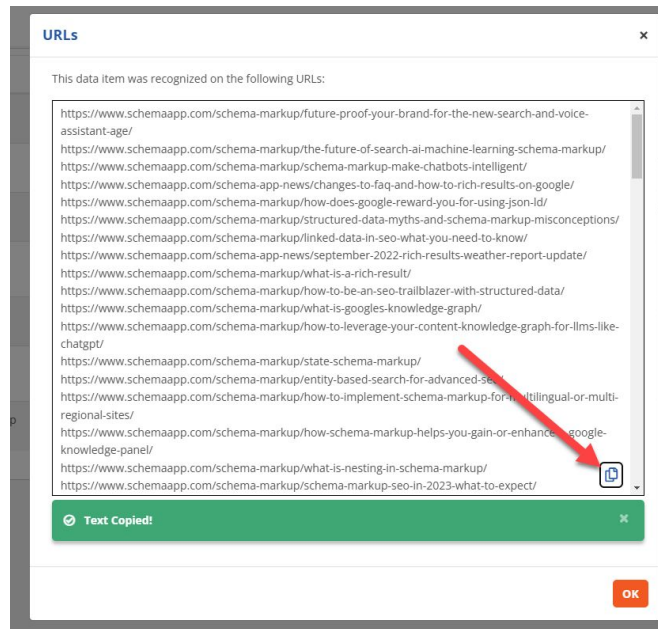 URLs
×
This data item was recognized on the following URLs:
https://www.schemaapp.com/schema-markup/future-proof-your-brand-for-the-new-search-and-voice-
assistant-age/
https://www.schemaapp.com/schema-markup/the-future-of-search-ai-machine-learning-schema-markup/
https://www.schemaapp.com/schema-markup/schema-markup-make-chatbots-intelligent/
https://www.schemaapp.com/schema-app-news/changes-to-faq-and-how-to-rich-results-on-google/
https://www.schemaapp.com/schema-markup/how-does-google-reward-you-for-using-json-ld/
https://www.schemaapp.com/schema-markup/structured-data-myths-and-schema-markup-misconceptions/
https://www.schemaapp.com/schema-markup/linked-data-in-seo-what-you-need-to-know/
https://www.schemaapp.com/schema-app-news/september-2022-rich-results-weather-report-update/
https://www.schemaapp.com/schema-markup/what-is-a-rich-result/
https://www.schemaapp.com/schema-markup/how-to-be-an-seo-trailblazer-with-structured-data/
https://www.schemaapp.com/schema-markup/what-is-googles-knowledge-graph/
https://www.schemaapp.com/schema-markup/how-to-leverage-your-content-knowledge-graph-for-llms-like-
chatgpt/
https://www.schemaapp.com/schema-markup/state-schema-markup/
https://www.schemaapp.com/schema-markup/entity-based-search-for-advanced-seo/
https://www.schemaapp.com/schema-markup/how-to-implement-schema-markup-for-multilingual-or-multi-
regional-sites/
https://www.schemaapp.com/schema-markup/how-schema-markup-helps-you-gain-or-enhance-a-google-
knowledge-panel/
https://www.schemaapp.com/schema-markup/what-is-nesting-in-schema-markup/
https://www.schemaapp.com/schema-markup/schema-markup-seo-in-2023-what-to-expect/
Text Copied!
×
OK
p